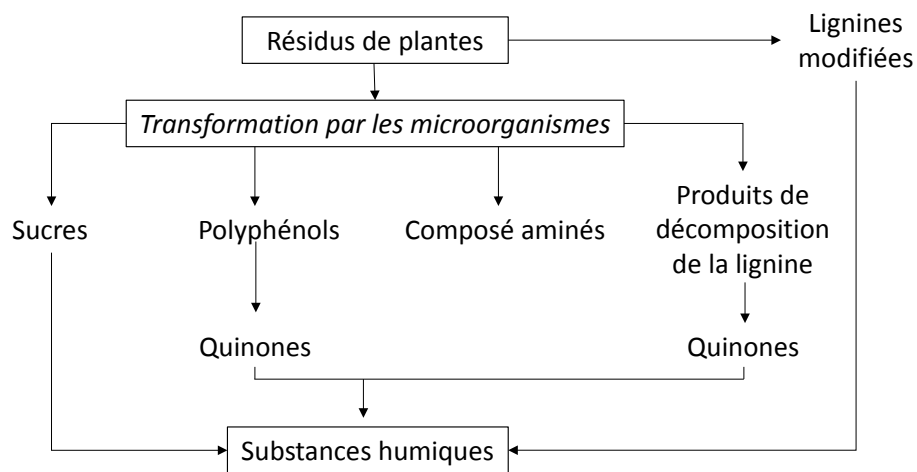 Résidus de plantes
Lignines
modifiées
Transformation par les microorganismes
Sucres
Polyphénols
Composé aminés
Produits de
décomposition
de la lignine
Quinones
Quinones
Substances humiques